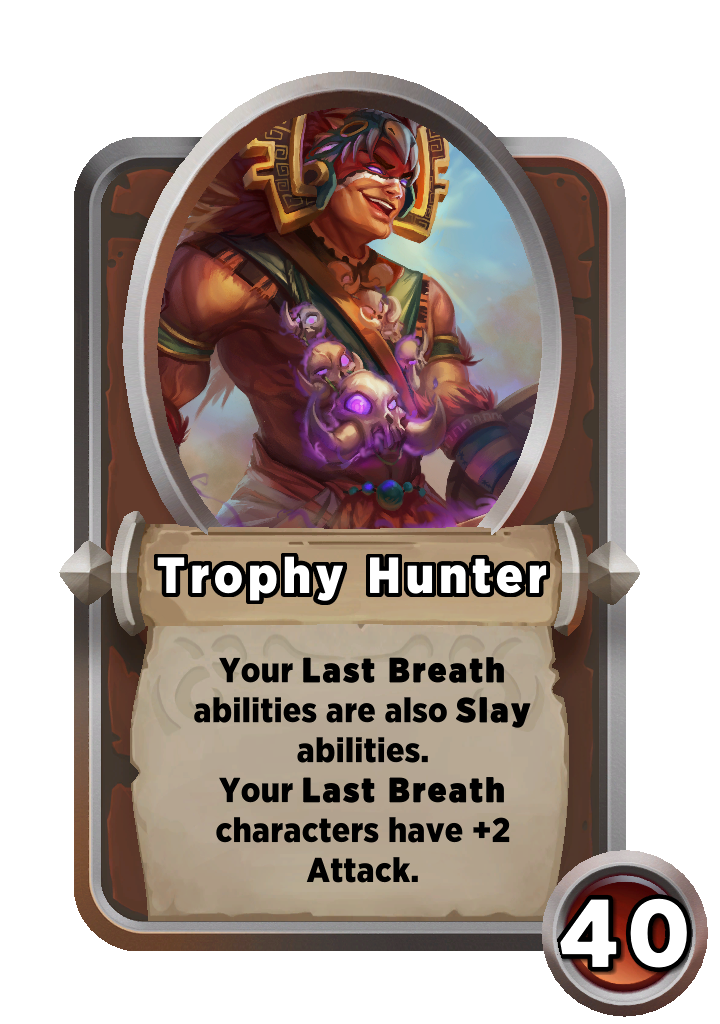 Trophy Hunter
Your Last Breath
abilities are also Slay
abilities.
Your Last Breath
characters have +2
Attack.
40